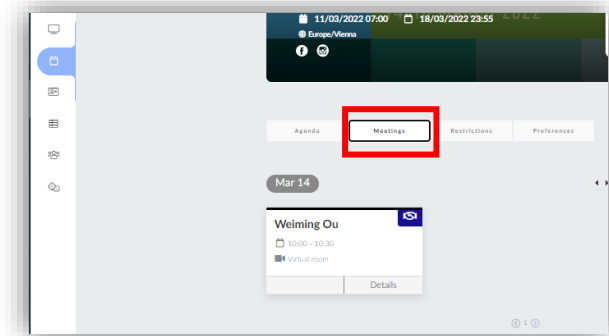 11/03/2022 07:00 18/03/2022 23:55
Europe/Vienna
Agenda Meetings Restrictions Preferences
Mar 14
Weiming Ou
10:00 - 10:30
Virtual room
Details